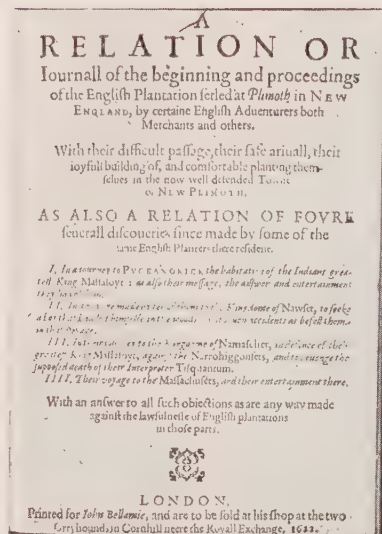 A
RELATION OR
Iournall of the beginning and proceedings
of the English Plantation setled at Plimoth in NEW
ENGLAND, by certaine English Aduenturers both
Merchants and others.
With their difficult passage, their safe ariuall, their
ioyfull building of, and comfortable planting them-
selues in the now well defended Towne
of NEW PLIMOTH.
AS ALSO A RELATION OF FOVRE
seuerall discoueries since made by some of the
same English Planters there resident.
I. In a iourney to PVCKANOKICK the habitation of the Indians grea-
test King Massasoyt: as also their message, the answer and entertainment
they had of him.
II. In a voyage made by ten of them to the Kingdome of Nawset, to seeke
a boy that had lost himselfe in the woods: with such accidents as befell them
in that voyage.
III. In their iourney to the Kingdome of Namaschet, in defence of their
greatest King Massasoyt, against the Narrohiggonsets, and to reuenge the
supposed death of their Interpreter Tisquantum.
IIII. Their voyage to the Massachusets, and their entertainment there.
With an answer to all such obiections as are any way made
against the lawfulnesse of English plantations
in those parts.
LONDON,
Printed for Iohn Bellamie, and are to be sold at his shop at the two
Greyhounds in Cornhill neere the Royall Exchange. 1622.